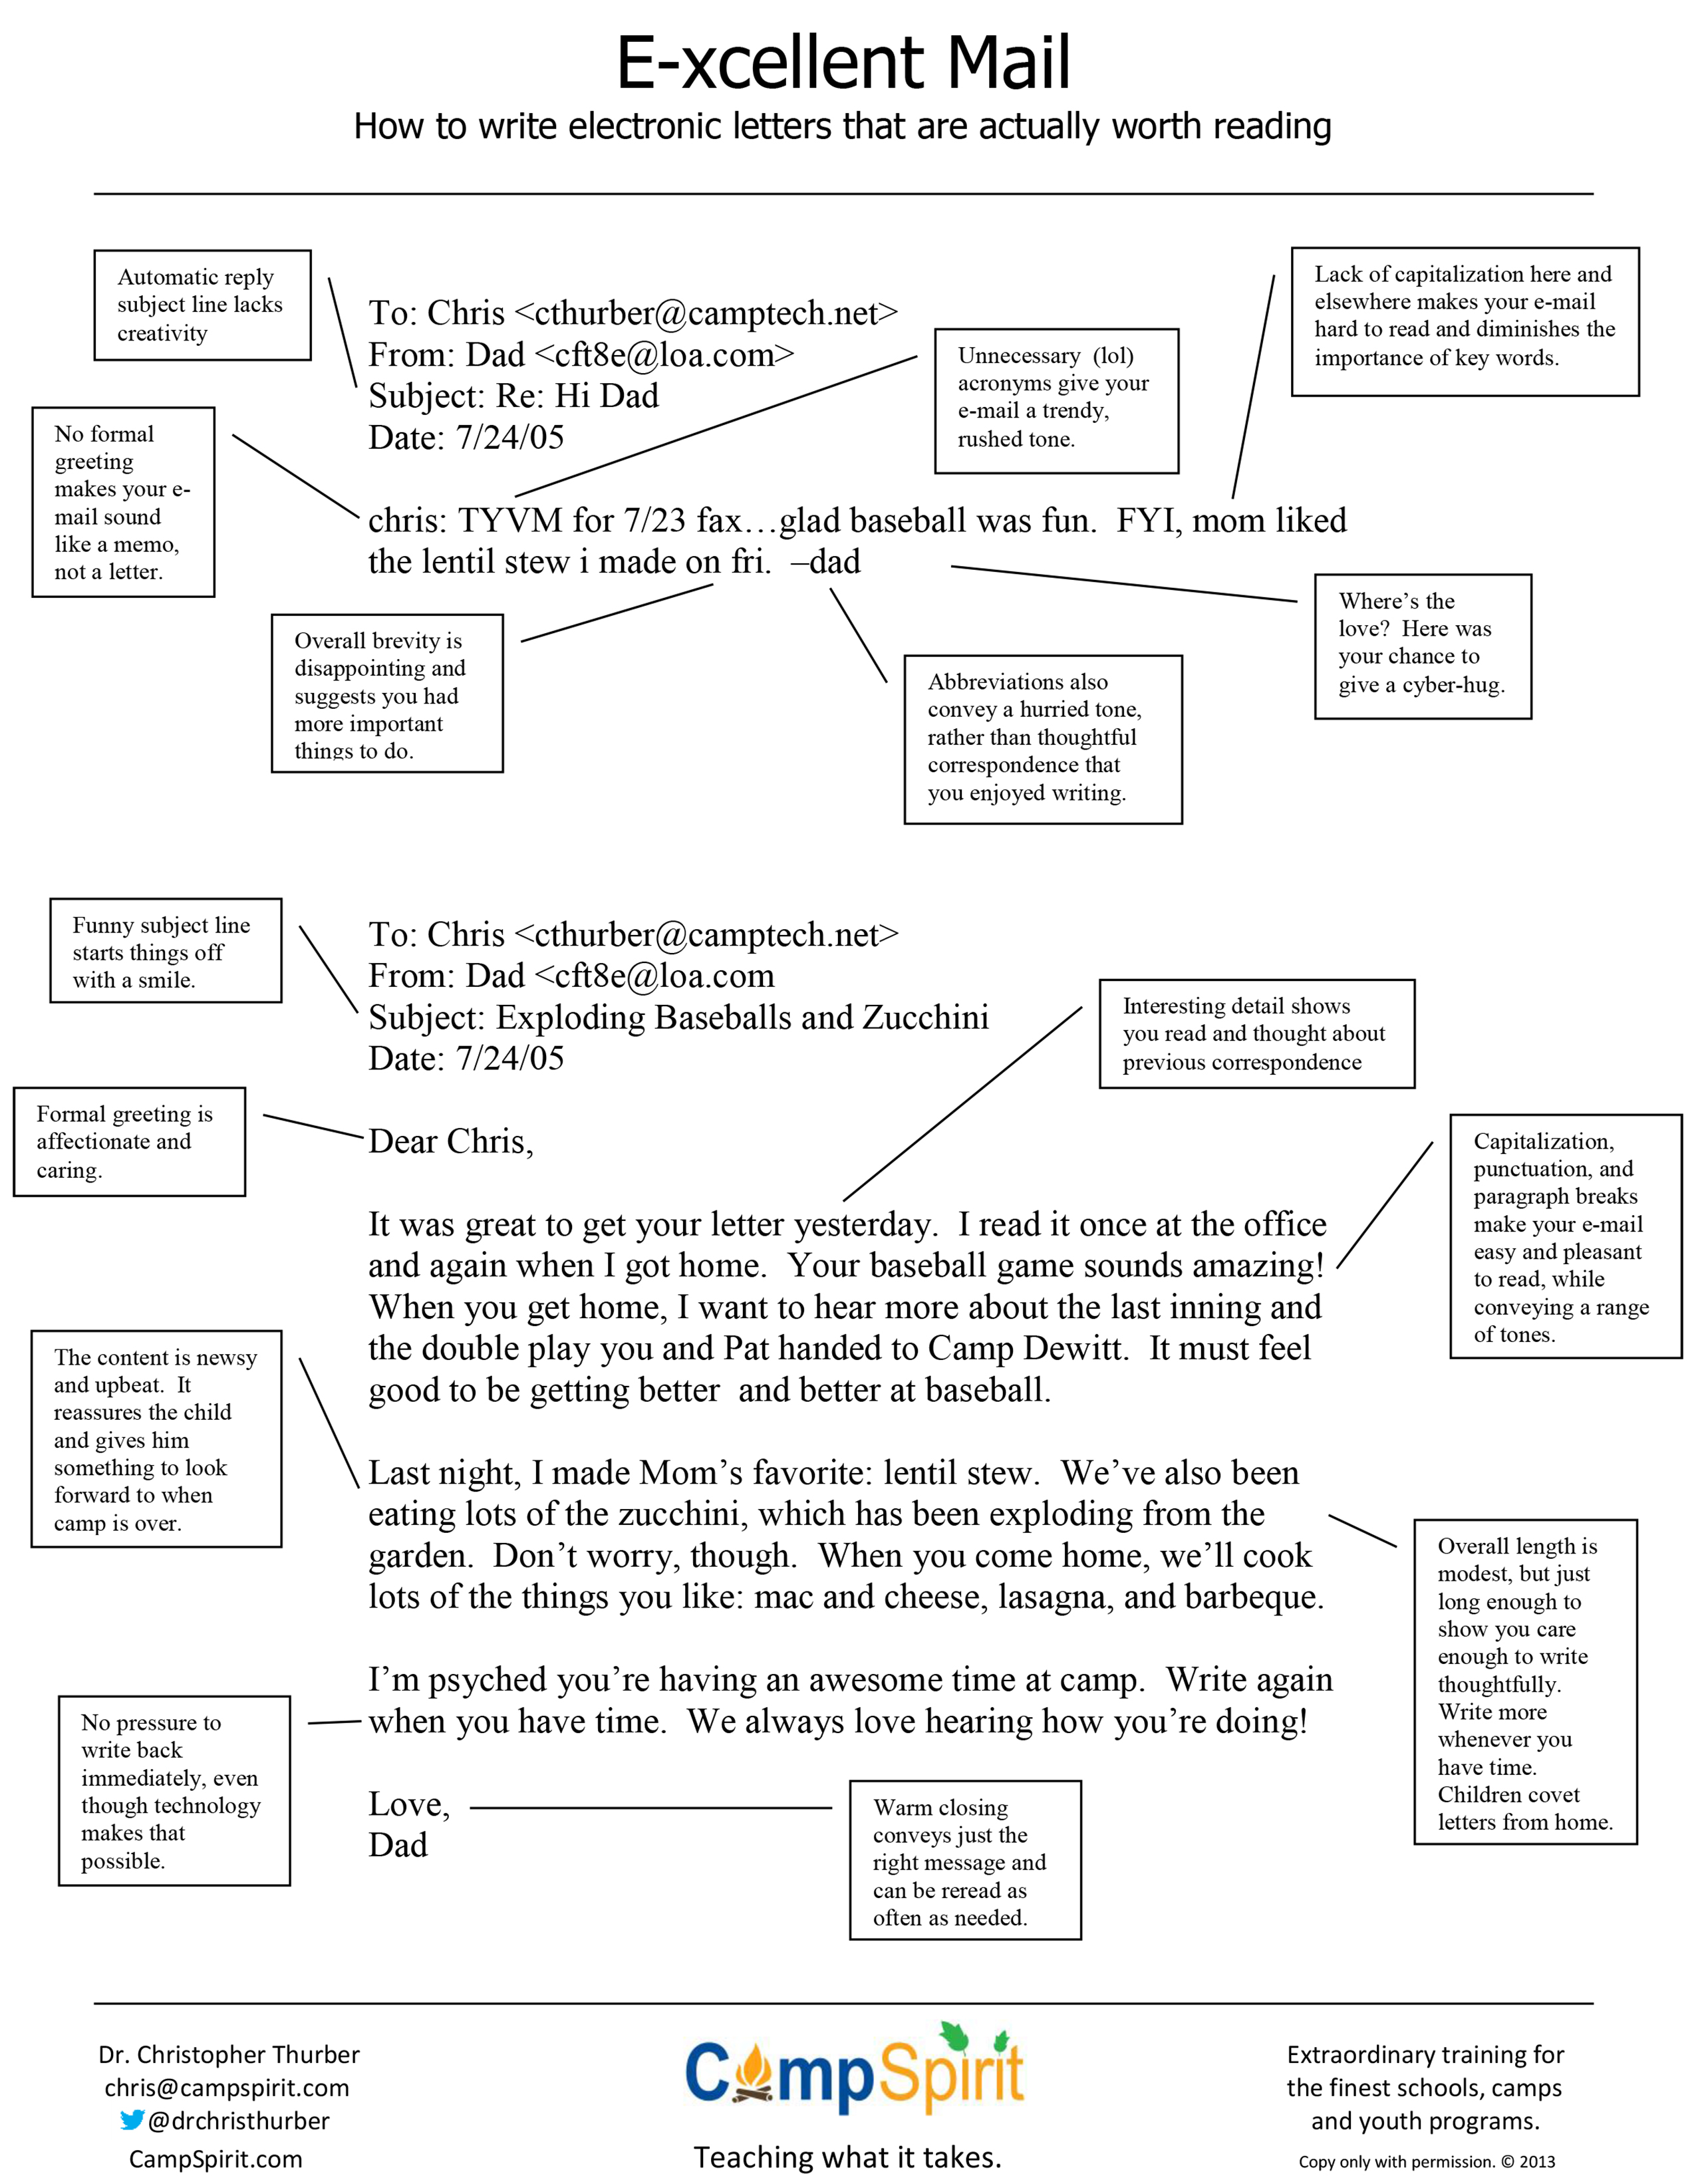 E-xcellent Mail
How to write electronic letters that are actually worth reading
Automatic reply
subject line lacks
creativity
To: Chris <cthurber@camptech.net>
From: Dad <cft8e@loa.com>
Subject: Re: Hi Dad
Date: 7/24/05
Unnecessary (lol)
acronyms give your
e-mail a trendy,
rushed tone.
Lack of capitalization here and
elsewhere makes your e-mail
hard to read and diminishes the
importance of key words.
No formal
greeting
makes your e-
mail sound
like a memo,
not a letter.
chris: TYVM for 7/23 fax…glad baseball was fun.  FYI, mom liked
the lentil stew i made on fri.  –dad
Overall brevity is
disappointing and
suggests you had
more important
things to do.
Abbreviations also
convey a hurried tone,
rather than thoughtful
correspondence that
you enjoyed writing.
Where's the
love?  Here was
your chance to
give a cyber-hug.
Funny subject line
starts things off
with a smile.
To: Chris <cthurber@camptech.net>
From: Dad <cft8e@loa.com
Subject: Exploding Baseballs and Zucchini
Date: 7/24/05
Interesting detail shows
you read and thought about
previous correspondence
Formal greeting is
affectionate and
caring.
Dear Chris,
Capitalization,
punctuation, and
paragraph breaks
make your e-mail
easy and pleasant
to read, while
conveying a range
of tones.
It was great to get your letter yesterday.  I read it once at the office
and again when I got home.  Your baseball game sounds amazing!
When you get home, I want to hear more about the last inning and
the double play you and Pat handed to Camp Dewitt.  It must feel
good to be getting better  and better at baseball.
The content is newsy
and upbeat.  It
reassures the child
and gives him
something to look
forward to when
camp is over.
Last night, I made Mom's favorite: lentil stew.  We've also been
eating lots of the zucchini, which has been exploding from the
garden.  Don't worry, though.  When you come home, we'll cook
lots of the things you like: mac and cheese, lasagna, and barbeque.
Overall length is
modest, but just
long enough to
show you care
enough to write
thoughtfully.
Write more
whenever you
have time.
Children covet
letters from home.
I'm psyched you're having an awesome time at camp.  Write again
when you have time.  We always love hearing how you're doing!
No pressure to
write back
immediately, even
though technology
makes that
possible.
Love,
Dad
Warm closing
conveys just the
right message and
can be reread as
often as needed.
Dr. Christopher Thurber
chris@campspirit.com
@drchristhurber
CampSpirit.com
CampSpirit
Teaching what it takes.
Extraordinary training for
the finest schools, camps
and youth programs.
Copy only with permission. © 2013